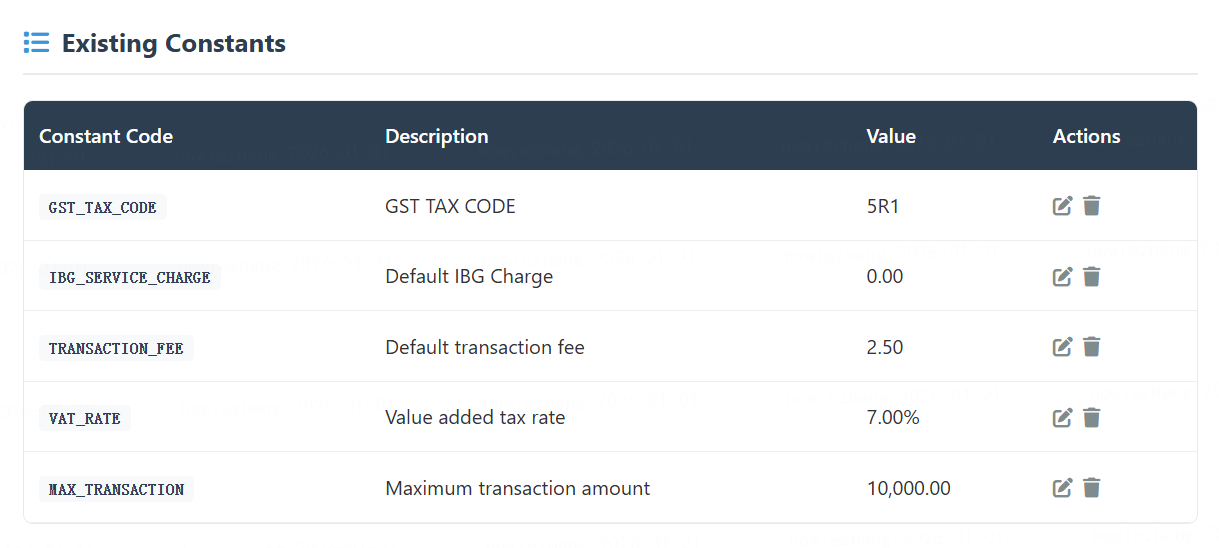 Existing Constants
Constant Code Description Value Actions
GST_TAX_CODE GST TAX CODE 5R1
IBG_SERVICE_CHARGE Default IBG Charge 0.00
TRANSACTION_FEE Default transaction fee 2.50
VAT_RATE Value added tax rate 7.00%
MAX_TRANSACTION Maximum transaction amount 10,000.00